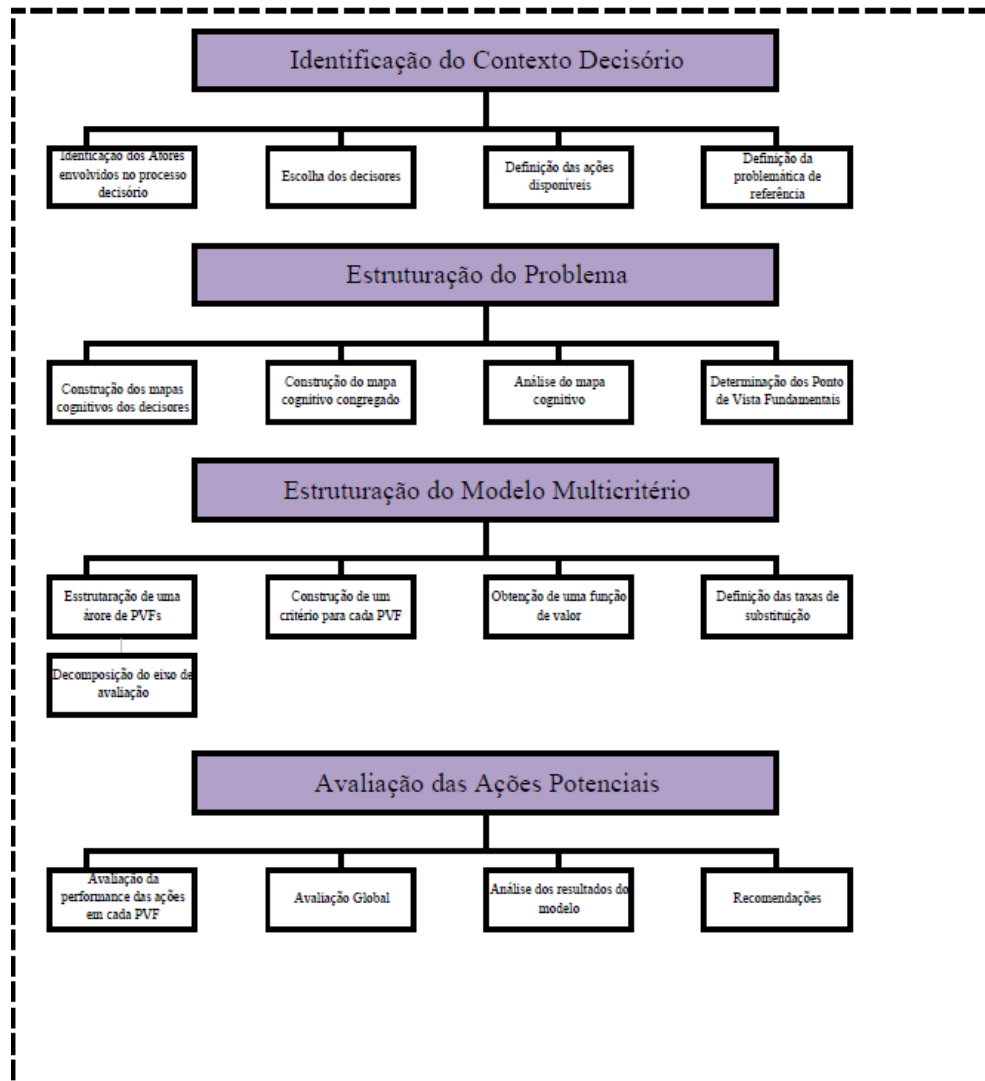 Identificação do Contexto Decisório
Identicação dos Atores
envolvidos no processo
decisório
Escolha dos decisores
Definição das ações
disponíveis
Definição da
problemática de
referência
Estruturação do Problema
Construção dos mapas
cognitivos dos decisores
Construção do mapa
cognitivo congregado
Análise do mapa
cognitivo
Determinação dos Ponto
de Vista Fundamentais
Estruturação do Modelo Multicritério
Esstrutaração de uma
árore de PVFs
Construção de um
critério para cada PVF
Obtenção de uma função
de valor
Definição das taxas de
substituição
Decomposição do eixo de
avaliação
Avaliação das Ações Potenciais
Avaliação da
performance das ações
em cada PVF
Avaliação Global
Análise dos resultados do
modelo
Recomendações